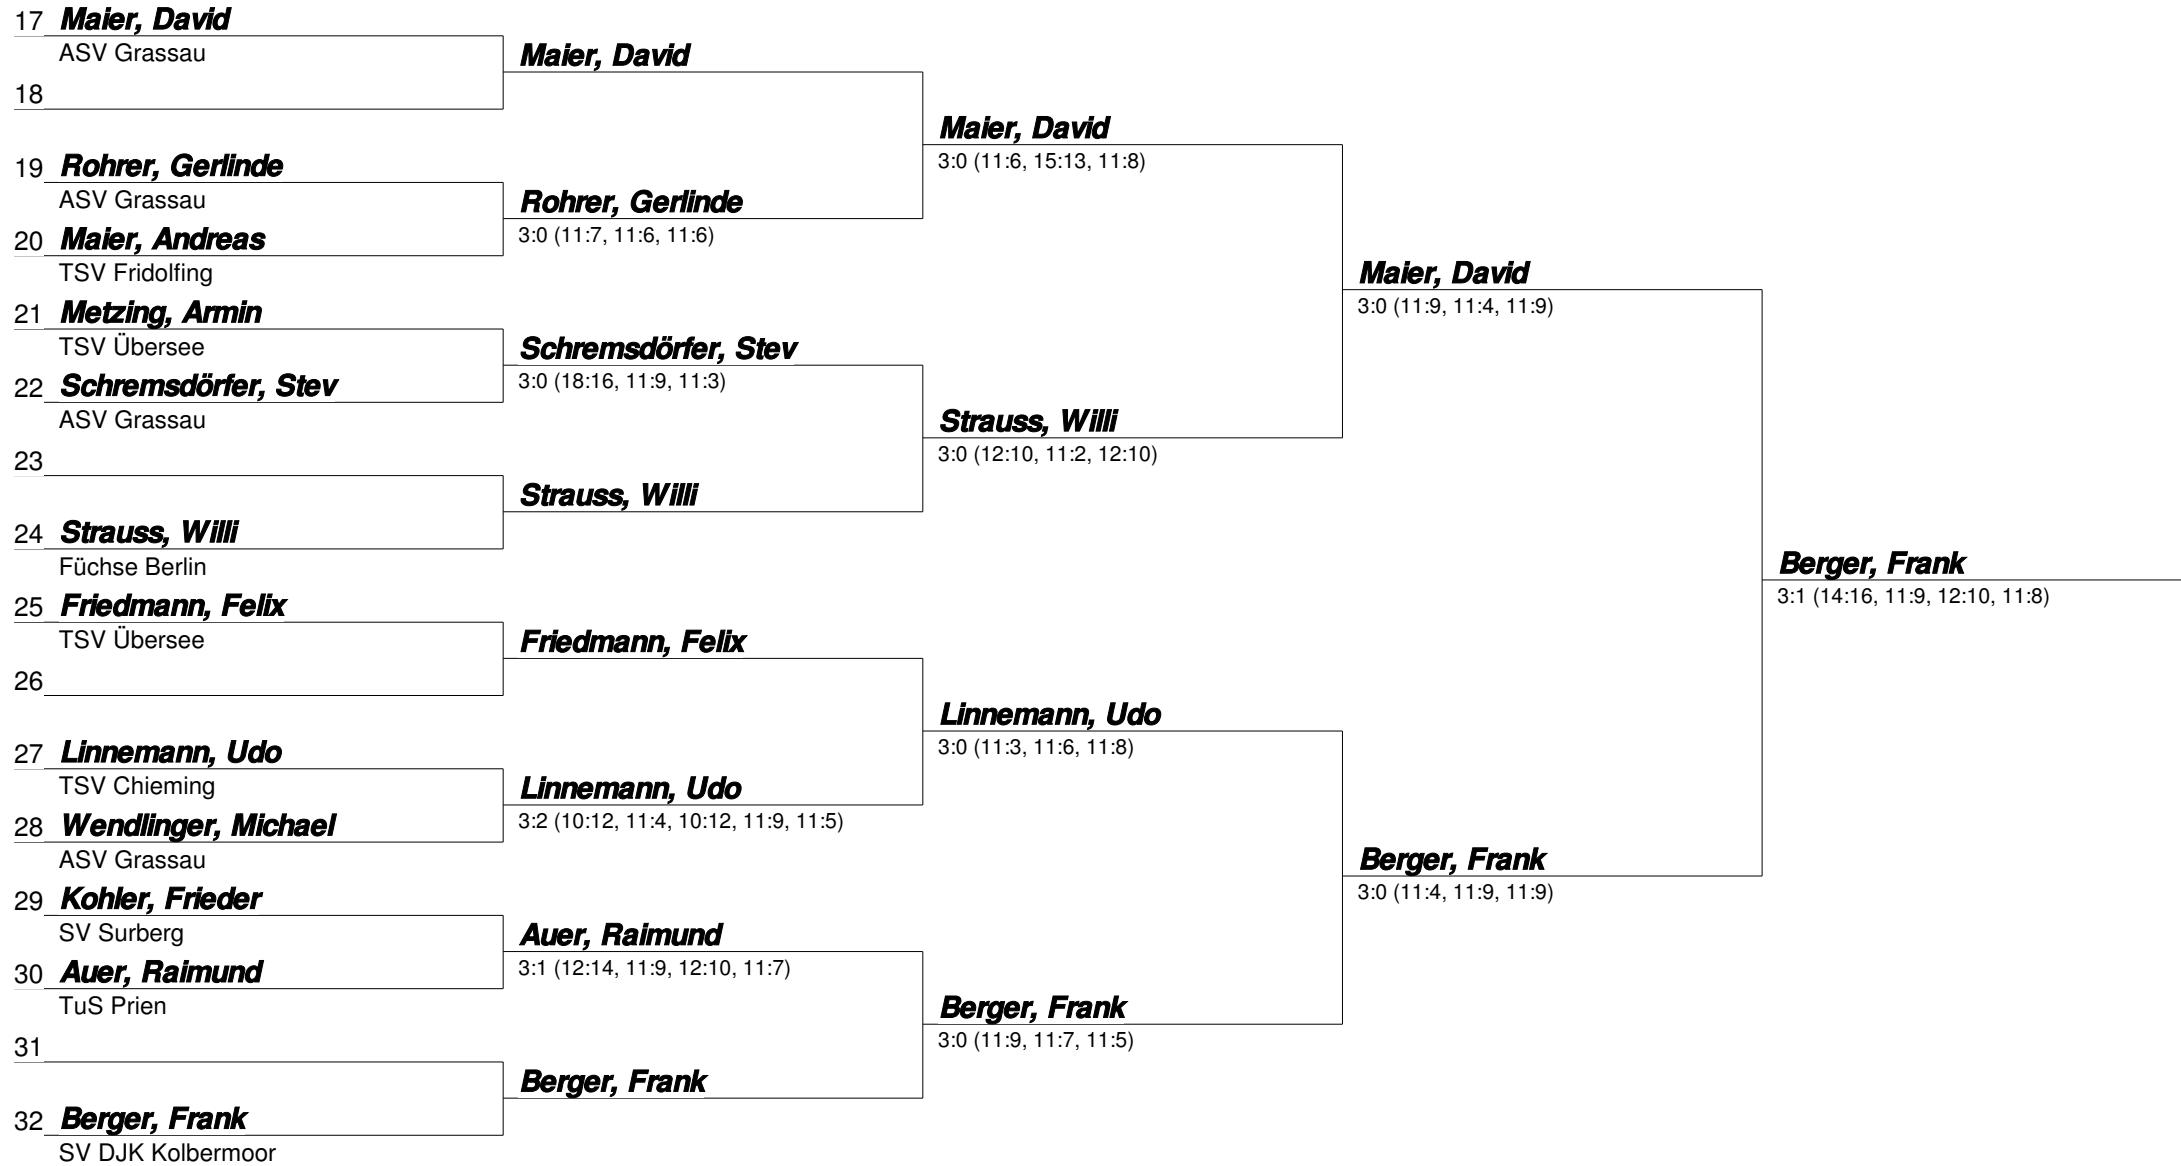 17 Maier, David
ASV Grassau
Maier, David
18
Maier, David
3:0 (11:6, 15:13, 11:8)
19 Rohrer, Gerlinde
ASV Grassau
Rohrer, Gerlinde
3:0 (11:7, 11:6, 11:6)
20 Maier, Andreas
TSV Fridolfing
Maier, David
3:0 (11:9, 11:4, 11:9)
21 Metzing, Armin
TSV Übersee
Schremsdörfer, Stev
3:0 (18:16, 11:9, 11:3)
22 Schremsdörfer, Stev
ASV Grassau
Strauss, Willi
3:0 (12:10, 11:2, 12:10)
23
Strauss, Willi
24 Strauss, Willi
Füchse Berlin
Berger, Frank
3:1 (14:16, 11:9, 12:10, 11:8)
25 Friedmann, Felix
TSV Übersee
Friedmann, Felix
26
Linnemann, Udo
3:0 (11:3, 11:6, 11:8)
27 Linnemann, Udo
TSV Chieming
Linnemann, Udo
3:2 (10:12, 11:4, 10:12, 11:9, 11:5)
28 Wendlinger, Michael
ASV Grassau
Berger, Frank
3:0 (11:4, 11:9, 11:9)
29 Kohler, Frieder
SV Surberg
Auer, Raimund
3:1 (12:14, 11:9, 12:10, 11:7)
30 Auer, Raimund
TuS Prien
Berger, Frank
3:0 (11:9, 11:7, 11:5)
31
Berger, Frank
32 Berger, Frank
SV DJK Kolbermoor